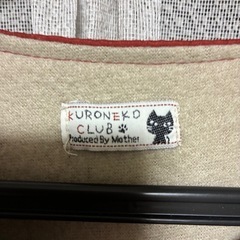 KURONEKO
CLUB
Produced By Mother